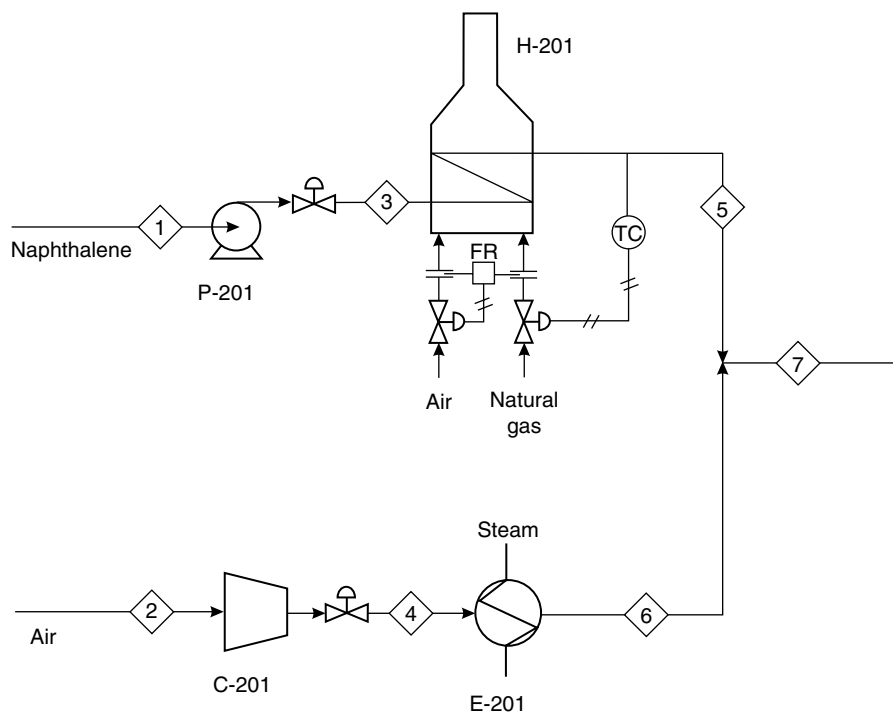 H-201
3
5
1
TC
Naphthalene
FR
P-201
7
Air
Natural
gas
Steam
2
4
6
Air
C-201
E-201